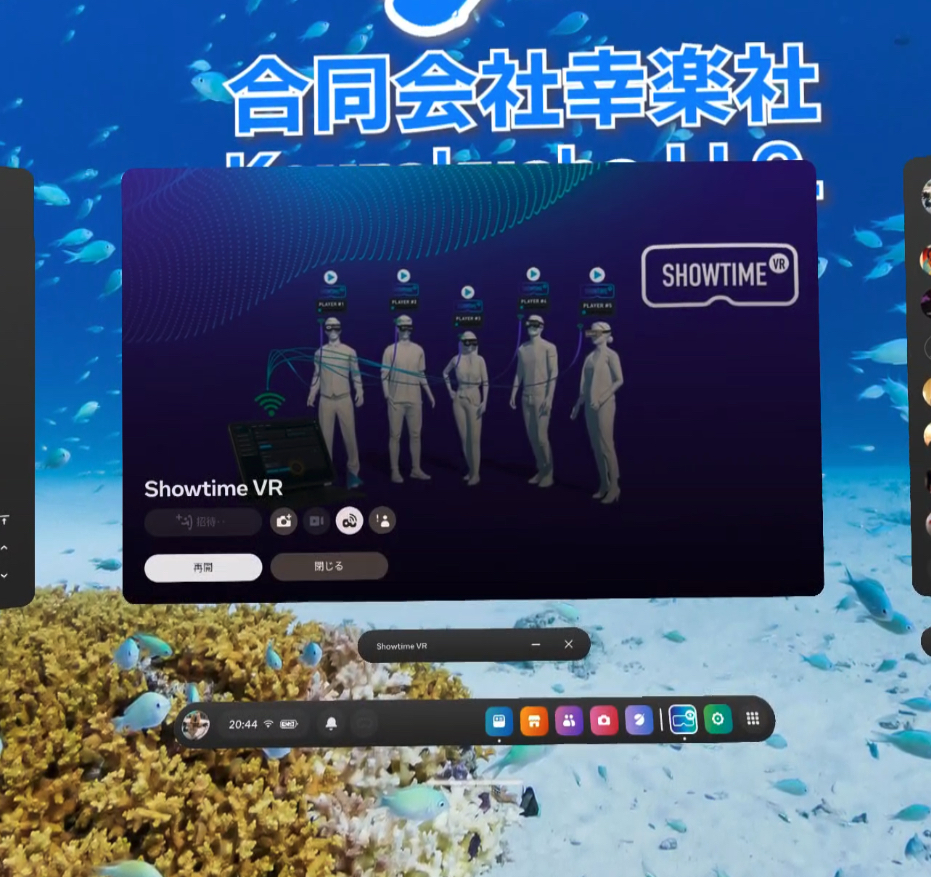 合同会社幸楽社
SHOWTIME VR
PLAYER #1
PLAYER #2
PLAYER #3
PLAYER #4
PLAYER #5
Showtime VR
招待··
再開
閉じる
Showtime VR
20:44